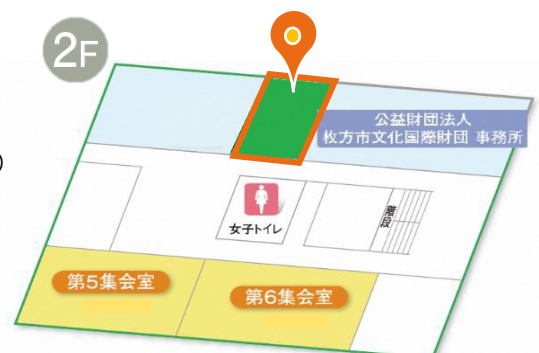 2F
公益財団法人
枚方市文化国際財団 事務所
女子トイレ
階段
第5集会室
第6集会室
)